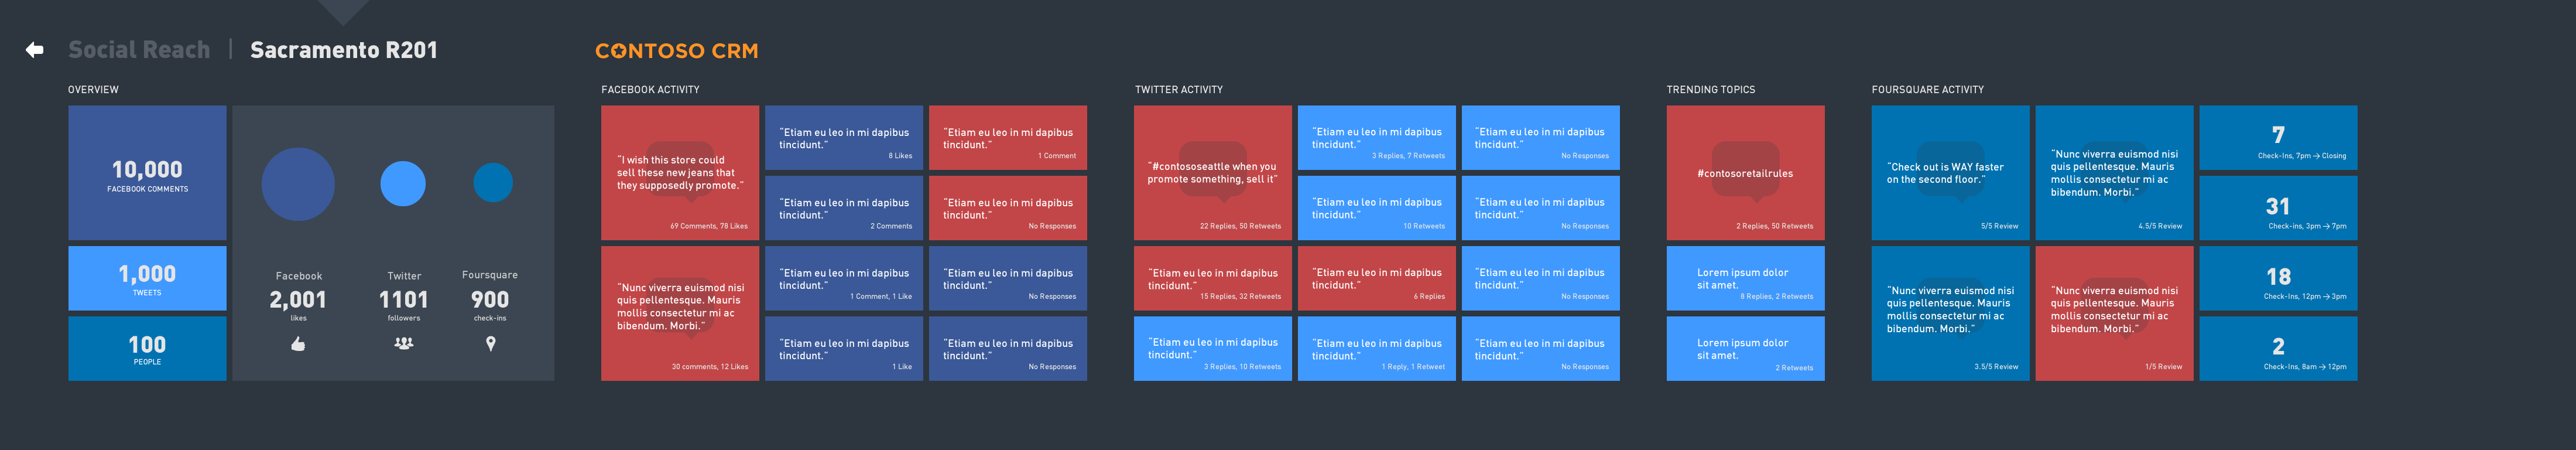 Social Reach | Sacramento R201
CONTOSO CRM
OVERVIEW
10,000
FACEBOOK COMMENTS
1,000
TWEETS
100
PEOPLE
Facebook
2,001
likes
Twitter
1101
followers
Foursquare
900
check-ins
FACEBOOK ACTIVITY
“I wish this store could
sell these new jeans that
they supposedly promote.”
69 Comments, 78 Likes
“Nunc viverra euismod nisi
quis pellentesque. Mauris
mollis consectetur mi ac
bibendum. Morbi.”
30 comments, 12 Likes
“Etiam eu leo in mi dapibus
tincidunt.”
8 Likes
“Etiam eu leo in mi dapibus
tincidunt.”
2 Comments
“Etiam eu leo in mi dapibus
tincidunt.”
1 Comment, 1 Like
“Etiam eu leo in mi dapibus
tincidunt.”
1 Like
“Etiam eu leo in mi dapibus
tincidunt.”
1 Comment
“Etiam eu leo in mi dapibus
tincidunt.”
No Responses
“Etiam eu leo in mi dapibus
tincidunt.”
No Responses
“Etiam eu leo in mi dapibus
tincidunt.”
No Responses
TWITTER ACTIVITY
“#contososeattle when you
promote something, sell it”
22 Replies, 50 Retweets
“Etiam eu leo in mi dapibus
tincidunt.”
15 Replies, 32 Retweets
“Etiam eu leo in mi dapibus
tincidunt.”
3 Replies, 10 Retweets
“Etiam eu leo in mi dapibus
tincidunt.”
3 Replies, 7 Retweets
“Etiam eu leo in mi dapibus
tincidunt.”
10 Retweets
“Etiam eu leo in mi dapibus
tincidunt.”
6 Replies
“Etiam eu leo in mi dapibus
tincidunt.”
1 Reply, 1 Retweet
“Etiam eu leo in mi dapibus
tincidunt.”
No Responses
“Etiam eu leo in mi dapibus
tincidunt.”
No Responses
“Etiam eu leo in mi dapibus
tincidunt.”
No Responses
“Etiam eu leo in mi dapibus
tincidunt.”
No Responses
TRENDING TOPICS
#contosoretailrules
2 Replies, 50 Retweets
Lorem ipsum dolor
sit amet.
8 Replies, 2 Retweets
Lorem ipsum dolor
sit amet.
2 Retweets
FOURSQUARE ACTIVITY
“Check out is WAY faster
on the second floor.”
5/5 Review
“Nunc viverra euismod nisi
quis pellentesque. Mauris
mollis consectetur mi ac
bibendum. Morbi.”
3.5/5 Review
“Nunc viverra euismod nisi
quis pellentesque. Mauris
mollis consectetur mi ac
bibendum. Morbi.”
4.5/5 Review
“Nunc viverra euismod nisi
quis pellentesque. Mauris
mollis consectetur mi ac
bibendum. Morbi.”
1/5 Review
7
Check-Ins, 7pm → Closing
31
Check-ins, 3pm → 7pm
18
Check-Ins, 12pm → 3pm
2
Check-Ins, 8am → 12pm